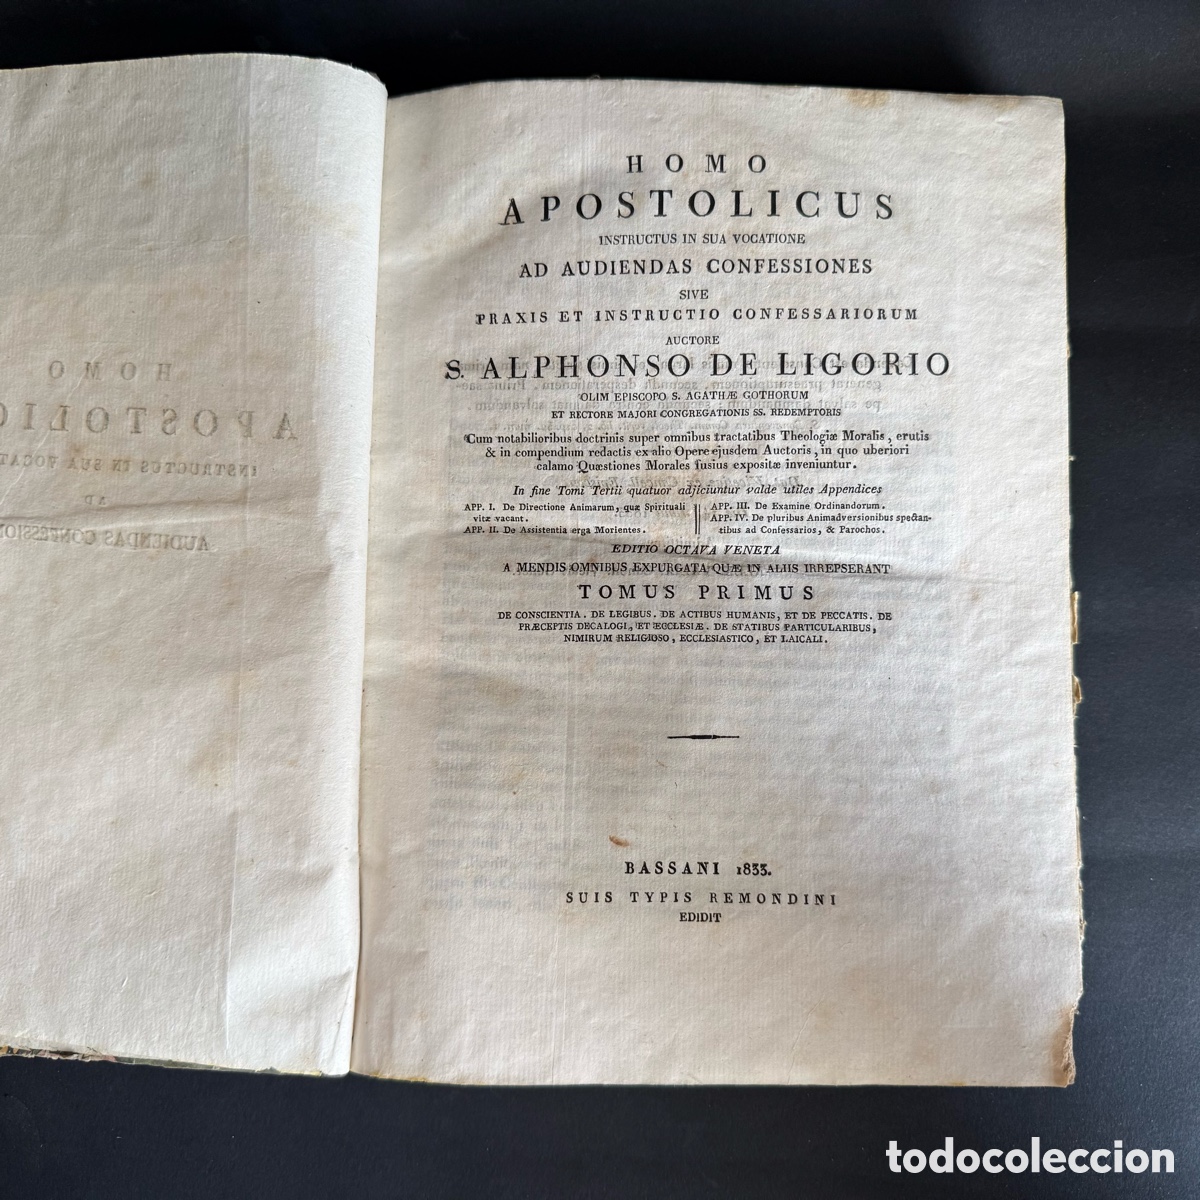 HOMO
APOSTOLICUS
INSTRUCTUS IN SUA VOCATIONE
AD AUDIENDAS CONFESSIONES
SIVE
PRAXIS ET INSTRUCTIO CONFESSARIORUM
AUCTORE
S. ALPHONSO DE LIGORIO
OLIM EPISCOPO S. AGATHÆ GOTHORUM
ET RECTORE MAJORI CONGREGATIONIS SS. REDEMPTORIS
Cum notabilioribus doctrinis super omnibus tractatibus Theologiæ Moralis, erutis
& in compendium redactis ex alio Opere ejusdem Auctoris, in quo uberiori
calamo Quæstiones Morales fusius expositæ inveniuntur.
In fine Tomi Tertii quatuor adjiciuntur valde utiles Appendices
APP. I. De Directione Animarum, quæ Spirituali
vitæ vacant.
APP. II. De Assistentia erga Morientes.
APP. III. De Examine Ordinandorum.
APP. IV. De pluribus Animadversionibus spectan-
tibus ad Confessarios, & Parochos.
EDITIO OCTAVA VENETA
A MENDIS OMNIBUS EXPURGATA QUÆ IN ALIIS IRREPSERANT
TOMUS PRIMUS
DE CONSCIENTIA. DE LEGIBUS. DE ACTIBUS HUMANIS, ET DE PECCATIS. DE
PRÆCEPTIS DECALOGI, ET ECCLESIÆ. DE STATIBUS PARTICULARIBUS,
NIMIRUM RELIGIOSO, ECCLESIASTICO, ET LAICALI.
BASSANI 1833.
SUIS TYPIS REMONDINI
EDIDIT
todocoleccion